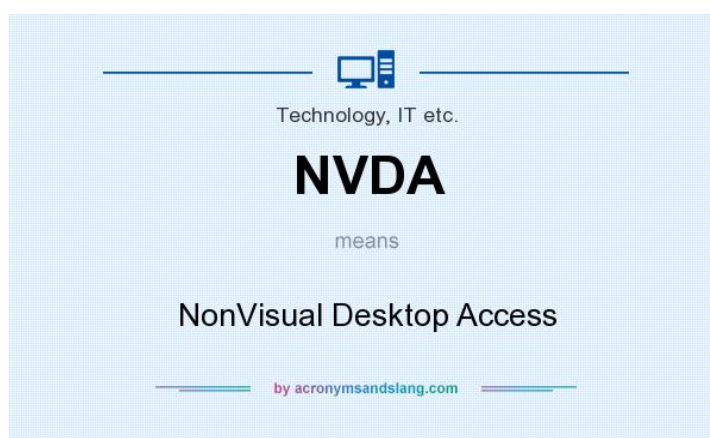 Technology, IT etc.
NVDA
means
NonVisual Desktop Access
by acronymsandslang.com